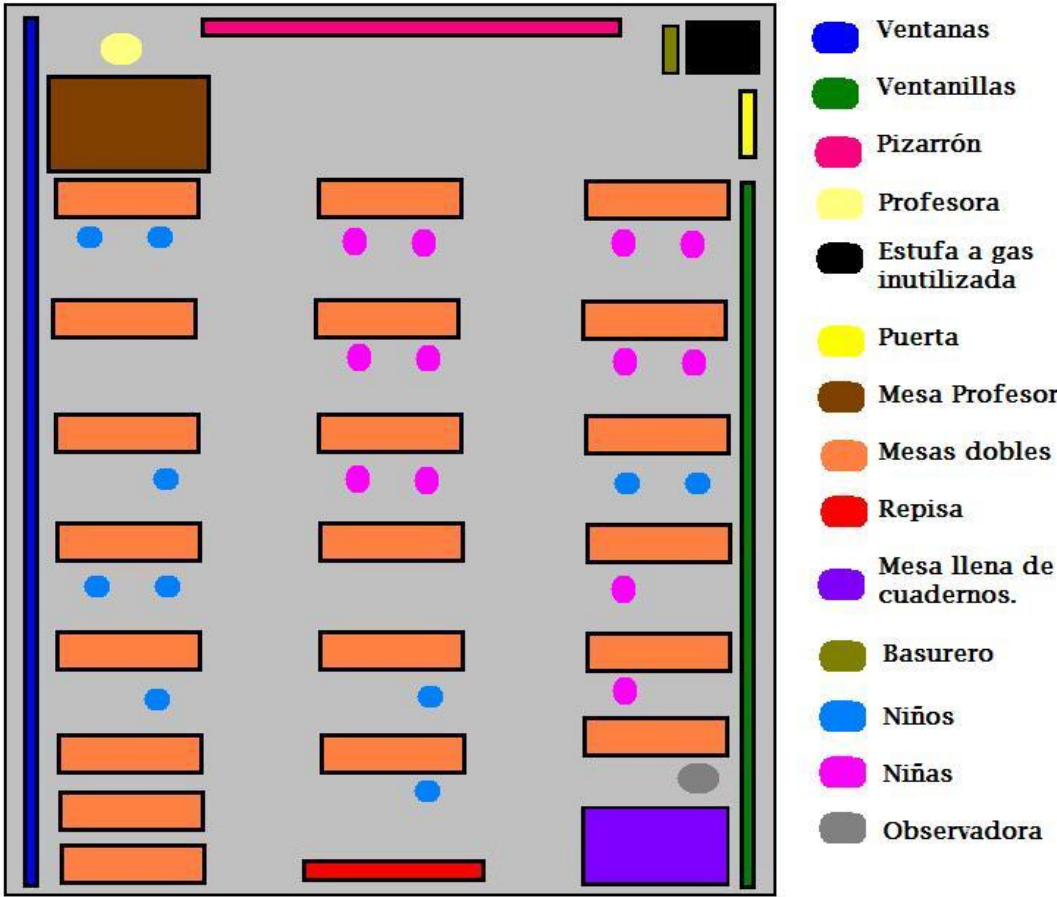 Ventanas
Ventanillas
Pizarrón
Profesora
Estufa a gas
inutilizada
Puerta
Mesa Profesor
Mesas dobles
Repisa
Mesa llena de
cuadernos.
Basurero
Niños
Niñas
Observadora